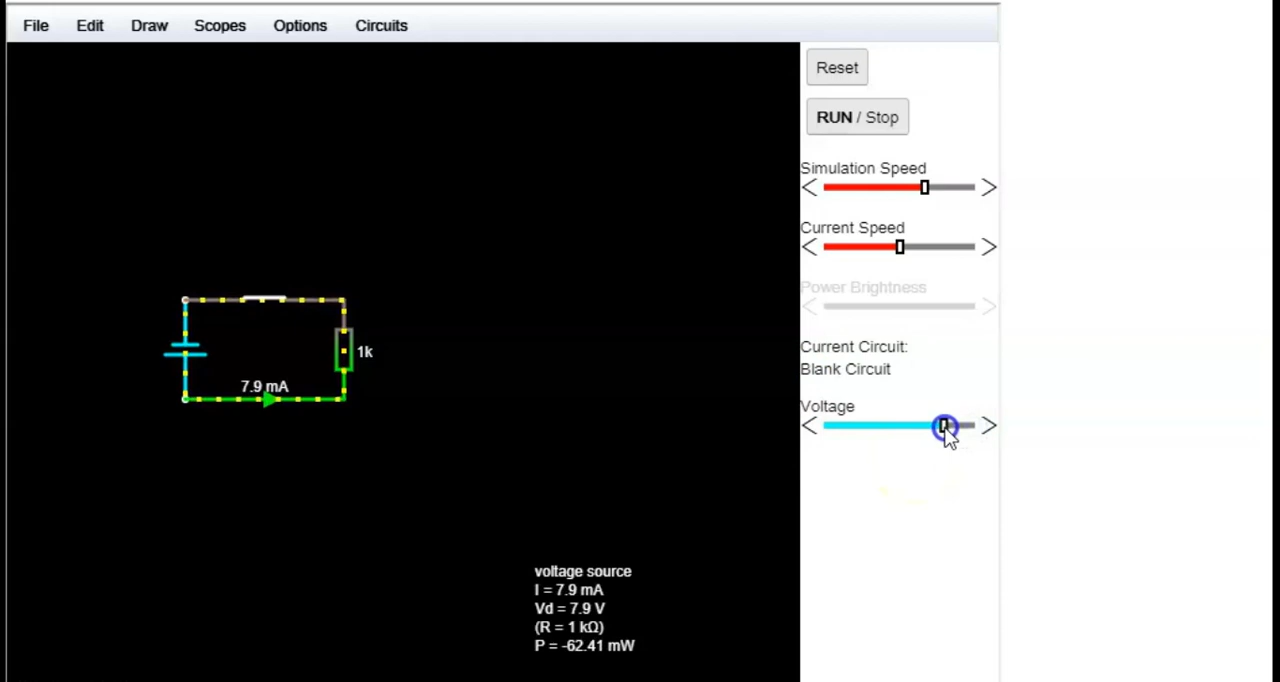 File Edit Draw Scopes Options Circuits
Reset
RUN / Stop
Simulation Speed
Current Speed
Power Brightness
Current Circuit:
Blank Circuit
Voltage
1k
7.9 mA
voltage source
I = 7.9 mA
Vd = 7.9 V
(R = 1 kΩ)
P = -62.41 mW